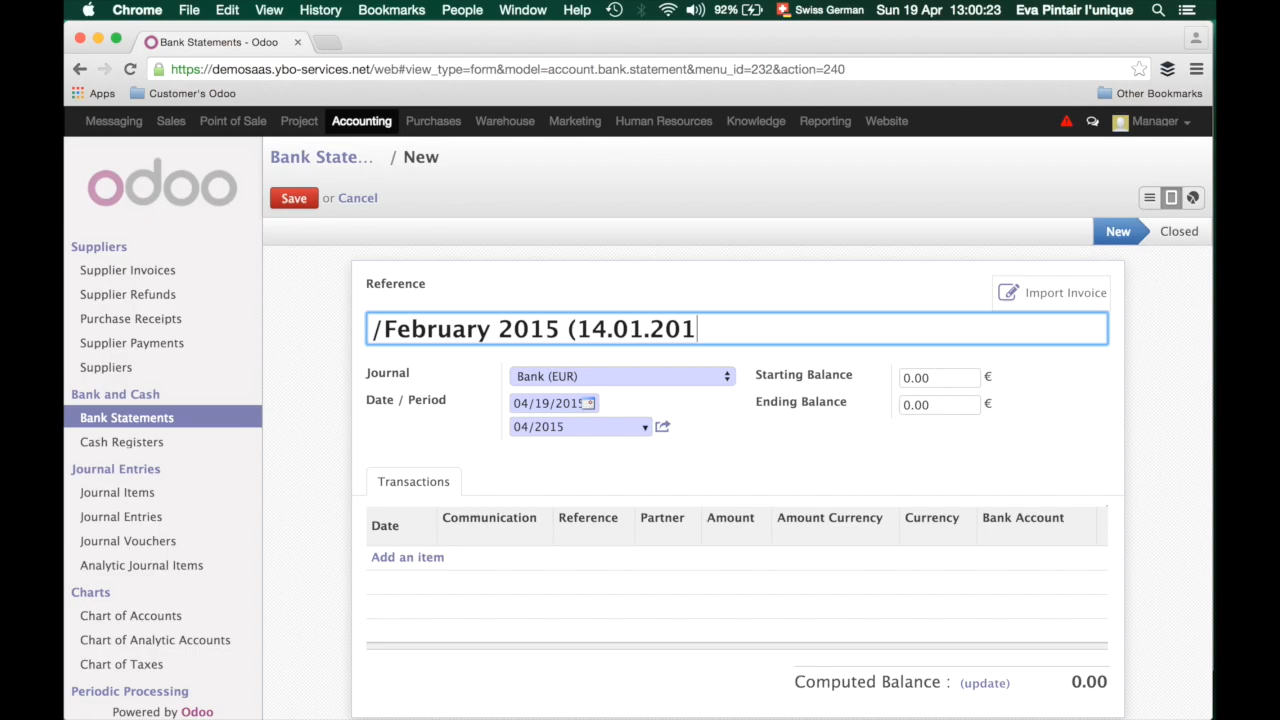 Chrome File Edit View History Bookmarks People Window Help 92% Swiss German Sun 19 Apr 13:00:23 Eva Pintair l'unique
Bank Statements - Odoo
https://demosaas.ybo-services.net/web#view_type=form&model=account.bank.statement&menu_id=232&action=240
Apps Customer's Odoo Other Bookmarks
Messaging Sales Point of Sale Project Accounting Purchases Warehouse Marketing Human Resources Knowledge Reporting Website Manager
odoo
Suppliers
Supplier Invoices
Supplier Refunds
Purchase Receipts
Supplier Payments
Suppliers
Bank and Cash
Bank Statements
Cash Registers
Journal Entries
Journal Items
Journal Entries
Journal Vouchers
Analytic Journal Items
Charts
Chart of Accounts
Chart of Analytic Accounts
Chart of Taxes
Periodic Processing
Powered by Odoo
Bank State... / New
Save or Cancel
New Closed
Reference
Import Invoice
/February 2015 (14.01.201
Journal Bank (EUR) Starting Balance 0.00 €
Date / Period 04/19/2015 Ending Balance 0.00 €
04/2015
Transactions
Date Communication Reference Partner Amount Amount Currency Currency Bank Account
Add an item
Computed Balance : (update) 0.00